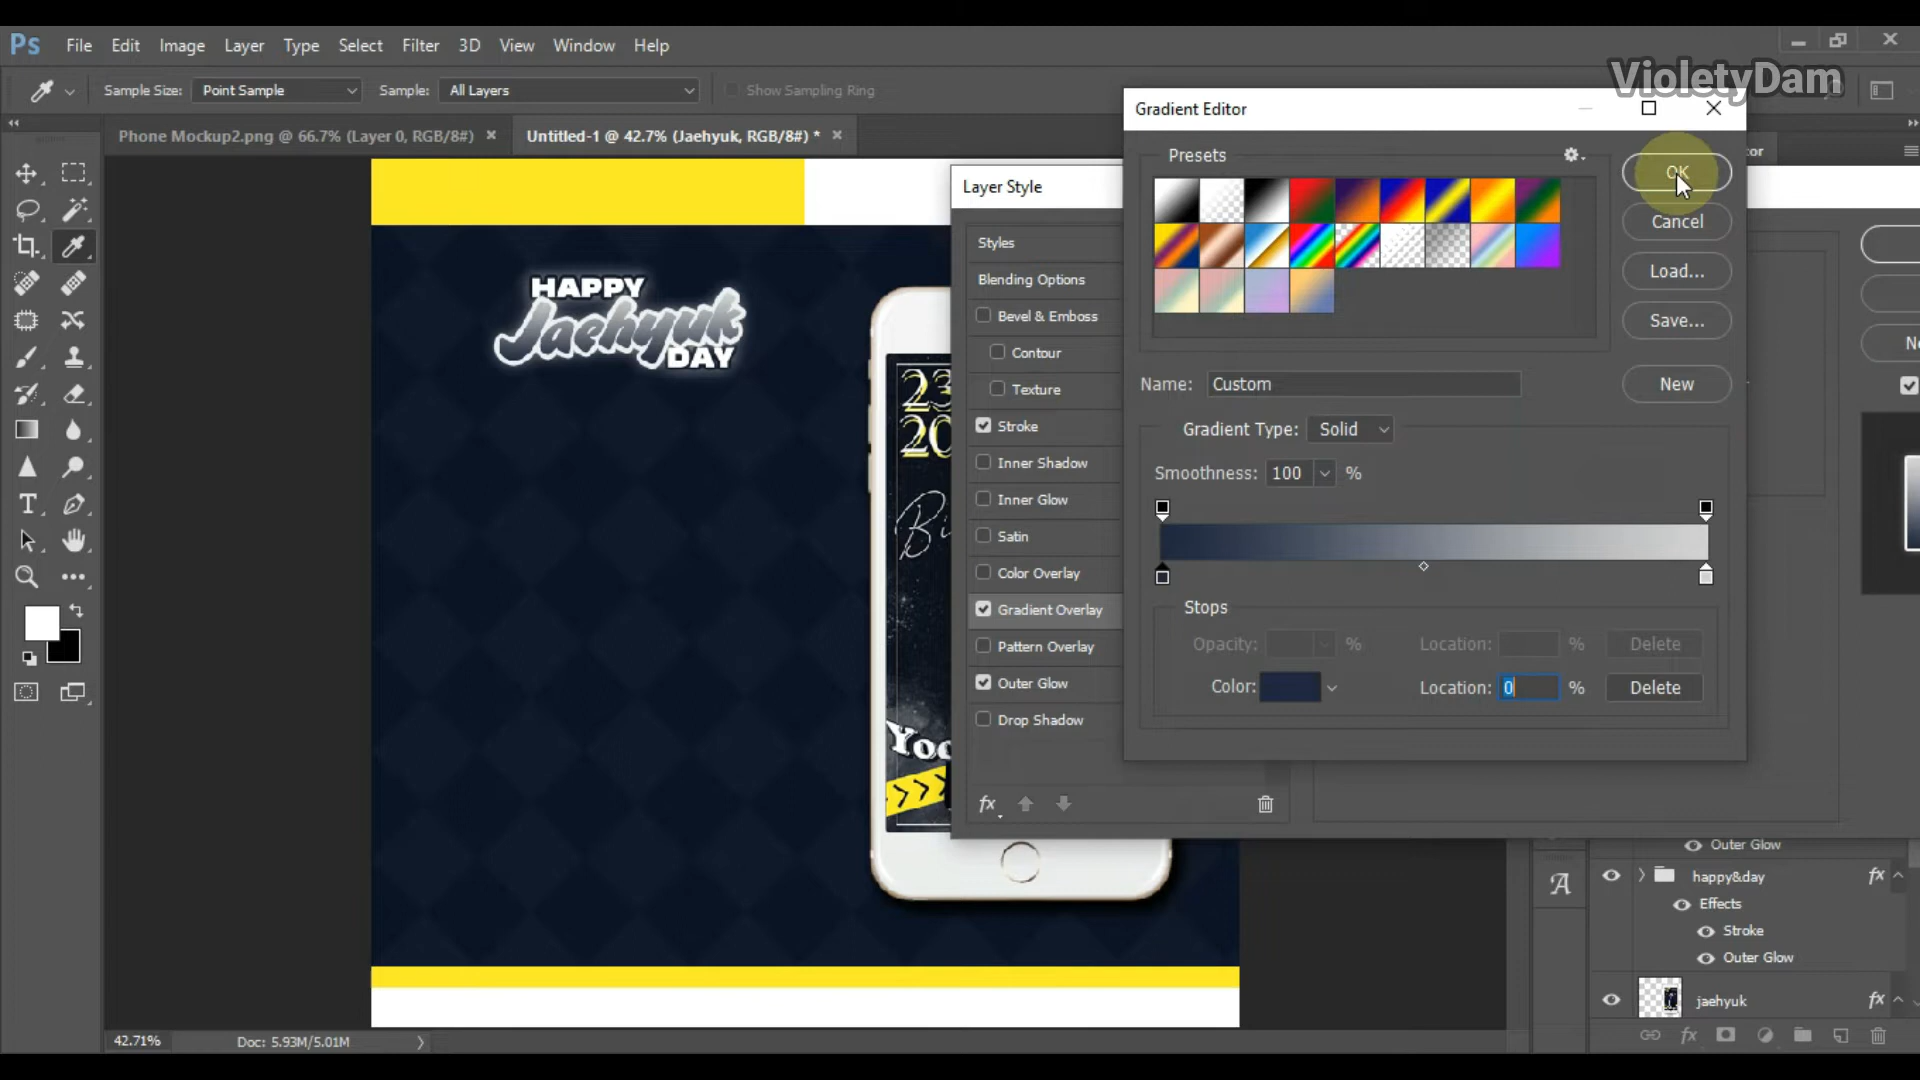 Ps File Edit Image Layer Type Select Filter 3D View Window Help
VioletyDam
Sample Size: Point Sample Sample: All Layers Show Sampling Ring
Phone Mockup2.png @ 66.7% (Layer 0, RGB/8#) × Untitled-1 @ 42.7% (Jaehyuk, RGB/8#) * ×
Gradient Editor
Presets
OK
Cancel
Load...
Save...
Name: Custom
New
Gradient Type: Solid
Smoothness: 100 %
Stops
Opacity: % Location: % Delete
Color: Location: 0 % Delete
Layer Style
Styles
Blending Options
Bevel & Emboss
Contour
Texture
Stroke
Inner Shadow
Inner Glow
Satin
Color Overlay
Gradient Overlay
Pattern Overlay
Outer Glow
Drop Shadow
fx
HAPPY
Jaehyuk
DAY
23
20
Yoo
Outer Glow
happy&day fx
Effects
Stroke
Outer Glow
jaehyuk fx
42.71% Doc: 5.93M/5.01M